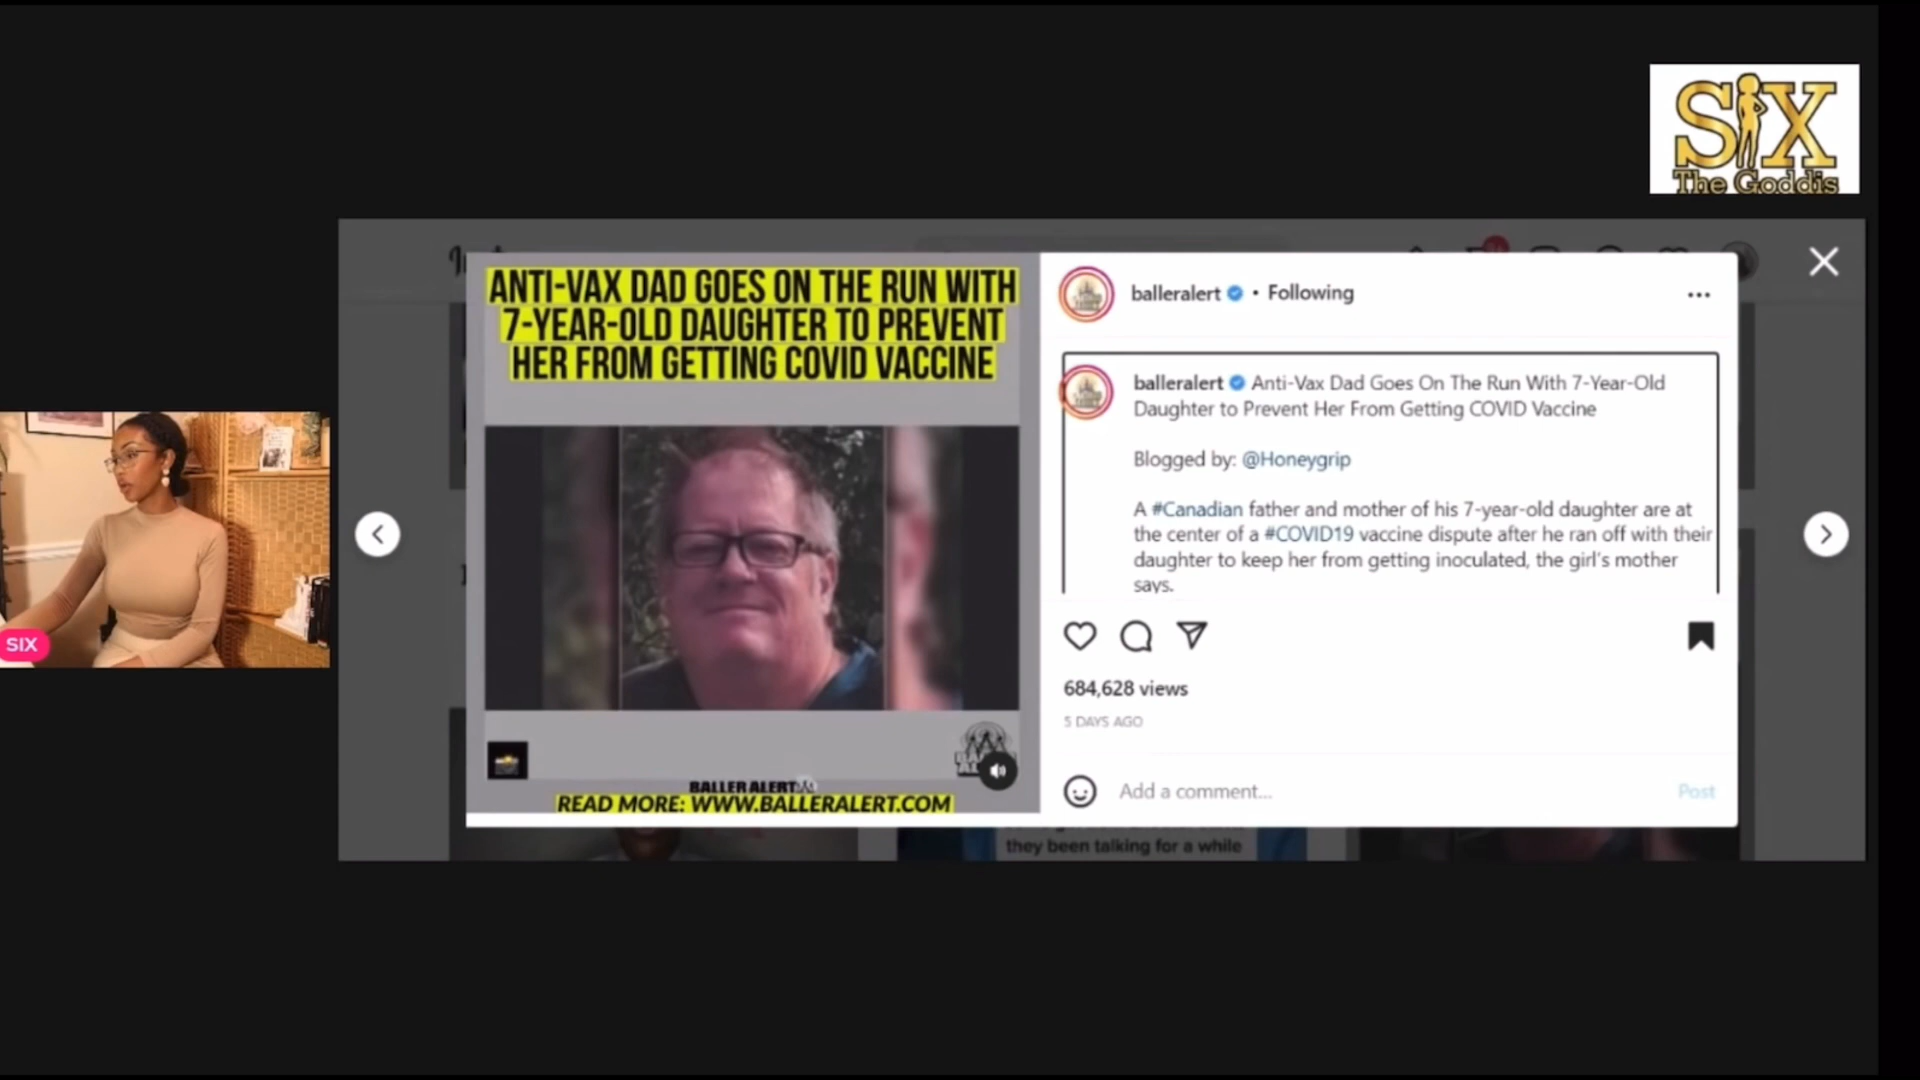 SIX
The Goddis
ANTI-VAX DAD GOES ON THE RUN WITH
7-YEAR-OLD DAUGHTER TO PREVENT
HER FROM GETTING COVID VACCINE
BALLER ALERT
READ MORE: WWW.BALLERALERT.COM
balleralert • Following
balleralert Anti-Vax Dad Goes On The Run With 7-Year-Old
Daughter to Prevent Her From Getting COVID Vaccine
Blogged by: @Honeygrip
A #Canadian father and mother of his 7-year-old daughter are at
the center of a #COVID19 vaccine dispute after he ran off with their
daughter to keep her from getting inoculated, the girl's mother
says.
684,628 views
5 DAYS AGO
Add a comment...
Post
they been talking for a while
SIX